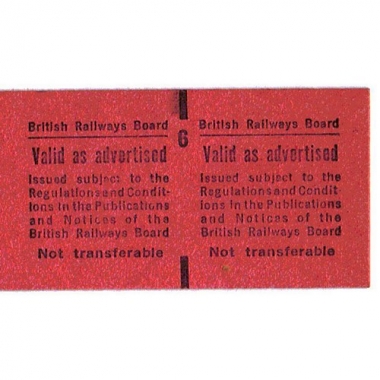 British Railways Board
Valid as advertised
Issued subject to the
Regulations and Condit-
ions in the Publications
and Notices of the
British Railways Board
Not transferable
6
British Railways Board
Valid as advertised
Issued subject to the
Regulations and Condit-
ions in the Publications
and Notices of the
British Railways Board
Not transferable